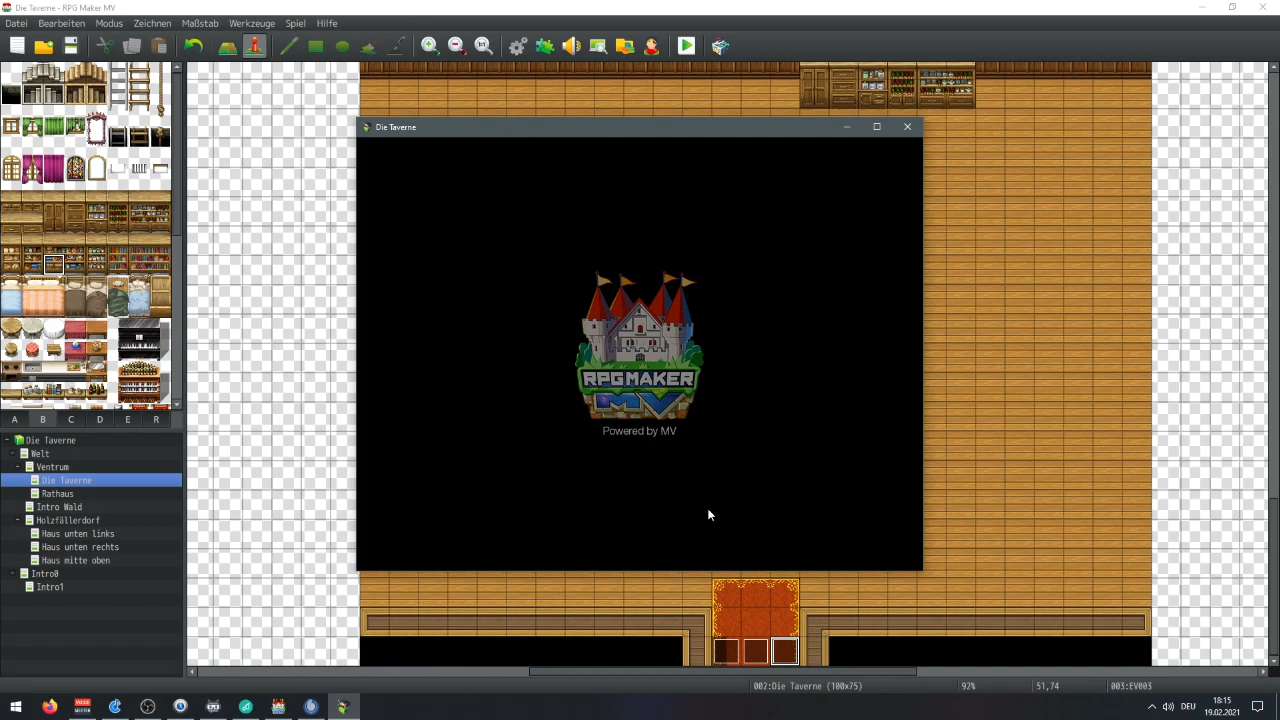 Die Taverne - RPG Maker MV
Datei Bearbeiten Modus Zeichnen Maßstab Werkzeuge Spiel Hilfe
Die Taverne
RPG MAKER
MV
Powered by MV
A B C D E R
Die Taverne
Welt
Ventrum
Die Taverne
Rathaus
Intro Wald
Holzfällerdorf
Haus unten links
Haus unten rechts
Haus mitte oben
Intro0
Intro1
002:Die Taverne (100x75) 92% 51,74 003:EV003
DEU 18:15
19.02.2021